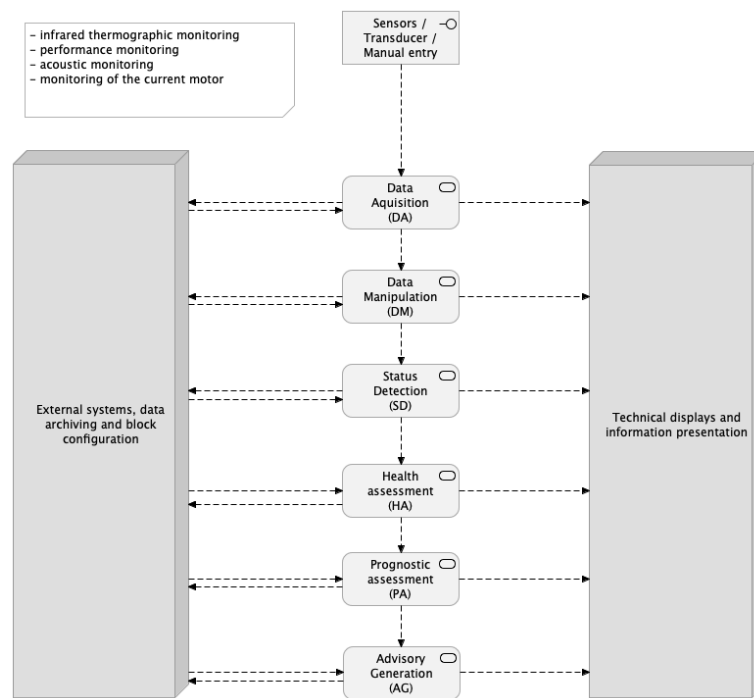 – infrared thermographic monitoring
– performance monitoring
– acoustic monitoring
– monitoring of the current motor
Sensors /
Transducer /
Manual entry
Data
Aquisition
(DA)
Data
Manipulation
(DM)
Status
Detection
(SD)
External systems, data
archiving and block
configuration
Technical displays and
information presentation
Health
assessment
(HA)
Prognostic
assessment
(PA)
Advisory
Generation
(AG)